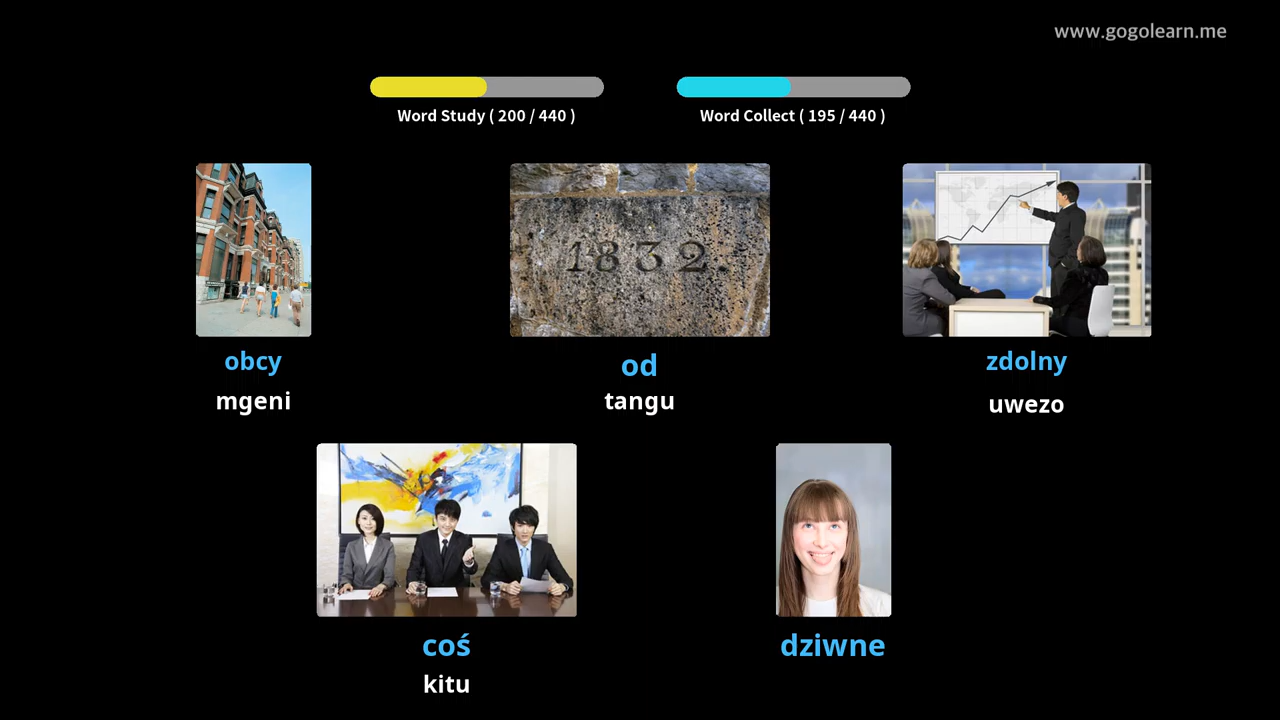 www.gogolearn.me
Word Study ( 200 / 440 )
Word Collect ( 195 / 440 )
1832.
obcy
mgeni
od
tangu
zdolny
uwezo
coś
kitu
dziwne